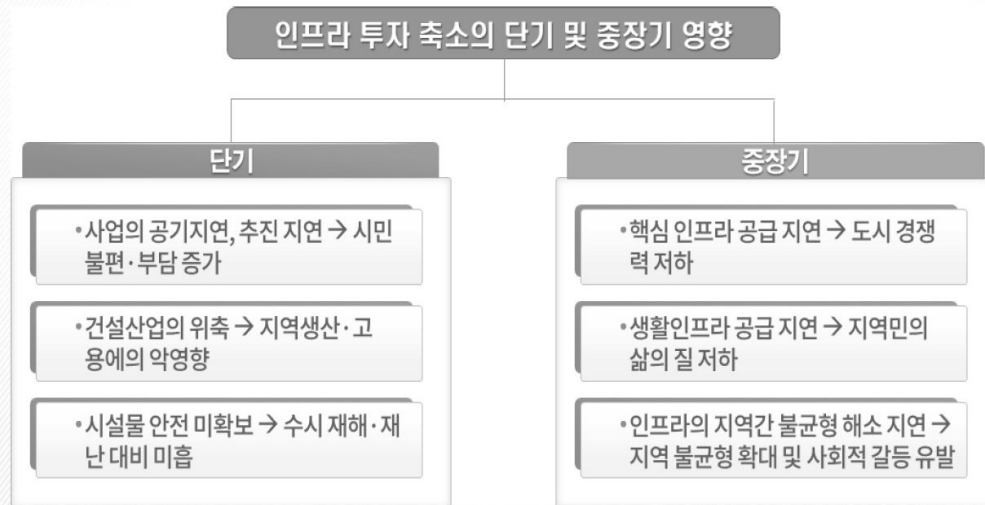 인프라 투자 축소의 단기 및 중장기 영향
단기
•사업의 공기지연, 추진 지연 → 시민
불편·부담 증가
•건설산업의 위축 → 지역생산·고
용에의 악영향
•시설물 안전 미확보 → 수시 재해·재
난 대비 미흡
중장기
•핵심 인프라 공급 지연 → 도시 경쟁
력 저하
•생활인프라 공급 지연 → 지역민의
삶의 질 저하
•인프라의 지역간 불균형 해소 지연 →
지역 불균형 확대 및 사회적 갈등 유발